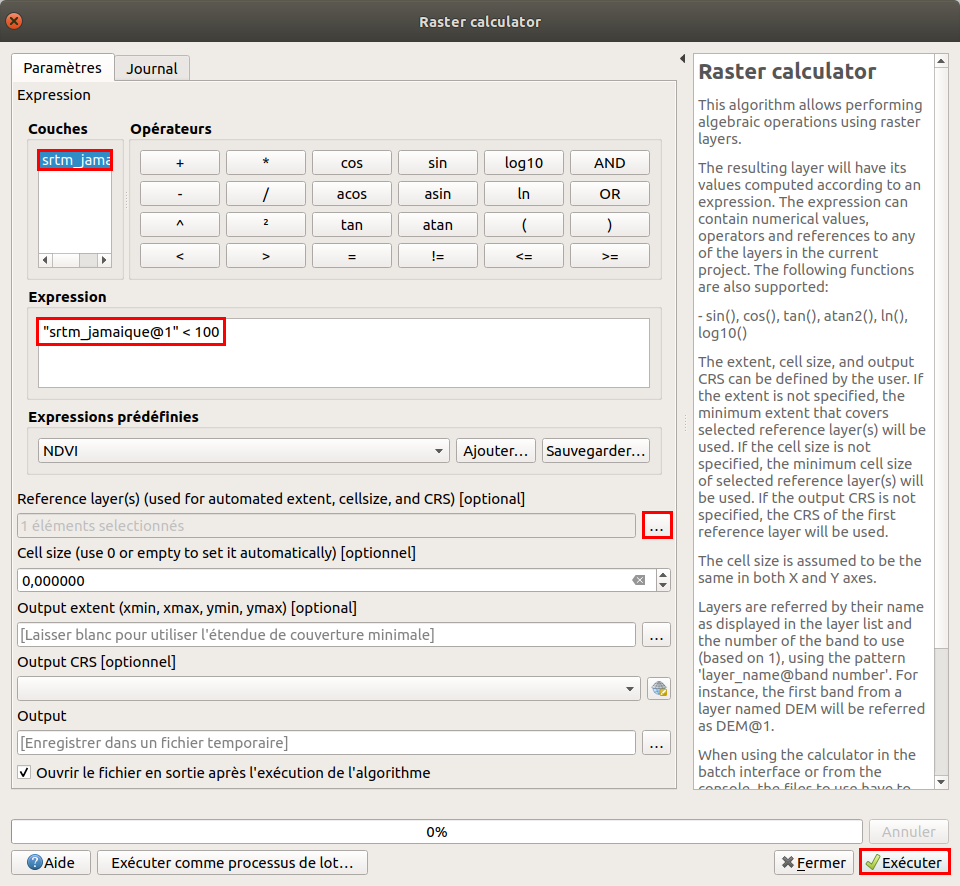 Raster calculator
Paramètres
Journal
Expression
Couches
Opérateurs
srtm_jama
+ * cos sin log10 AND
- / acos asin ln OR
^ ² tan atan ( )
< > = != <= >=
Expression
"srtm_jamaique@1" < 100
Expressions prédéfinies
NDVI
Ajouter…
Sauvegarder…
Reference layer(s) (used for automated extent, cellsize, and CRS) [optional]
1 éléments selectionnés
…
Cell size (use 0 or empty to set it automatically) [optionnel]
0,000000
Output extent (xmin, xmax, ymin, ymax) [optional]
[Laisser blanc pour utiliser l'étendue de couverture minimale]
…
Output CRS [optionnel]
Output
[Enregistrer dans un fichier temporaire]
…
Ouvrir le fichier en sortie après l'exécution de l'algorithme
Raster calculator
This algorithm allows performing
algebraic operations using raster
layers.
The resulting layer will have its
values computed according to an
expression. The expression can
contain numerical values,
operators and references to any
of the layers in the current
project. The following functions
are also supported:
- sin(), cos(), tan(), atan2(), ln(),
log10()
The extent, cell size, and output
CRS can be defined by the user. If
the extent is not specified, the
minimum extent that covers
selected reference layer(s) will be
used. If the cell size is not
specified, the minimum cell size
of selected reference layer(s) will
be used. If the output CRS is not
specified, the CRS of the first
reference layer will be used.
The cell size is assumed to be the
same in both X and Y axes.
Layers are referred by their name
as displayed in the layer list and
the number of the band to use
(based on 1), using the pattern
'layer_name@band number'. For
instance, the first band from a
layer named DEM will be referred
as DEM@1.
When using the calculator in the
batch interface or from the
console, the files to use have to
0%
Annuler
Aide
Exécuter comme processus de lot…
Fermer
Exécuter